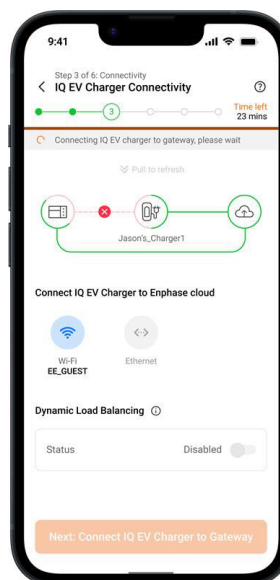 9:41
Step 3 of 6: Connectivity
IQ EV Charger Connectivity
3
Time left
23 mins
Connecting IQ EV charger to gateway, please wait
Pull to refresh
Jason's_Charger1
Connect IQ EV Charger to Enphase cloud
Wi-Fi
EE_GUEST
Ethernet
Dynamic Load Balancing
Status
Disabled
Next: Connect IQ EV Charger to Gateway